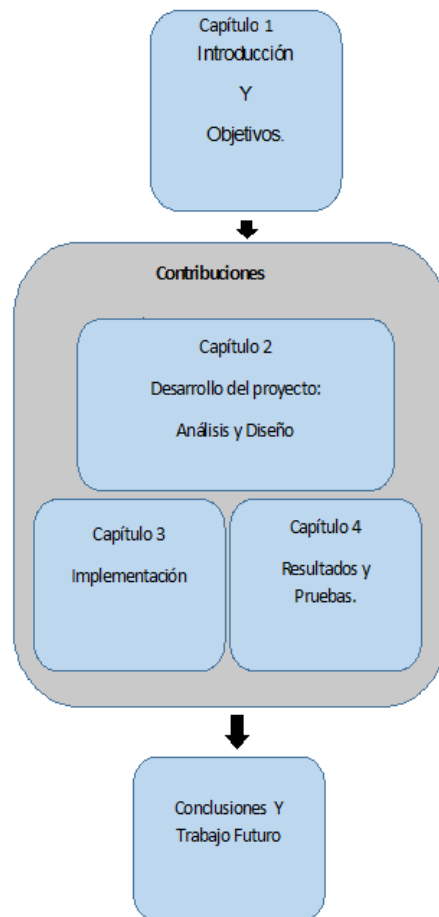 Capítulo 1
Introducción
Y
Objetivos.
Contribuciones
Capítulo 2
Desarrollo del proyecto:
Análisis y Diseño
Capítulo 3
Implementación
Capítulo 4
Resultados y
Pruebas.
Conclusiones Y
Trabajo Futuro